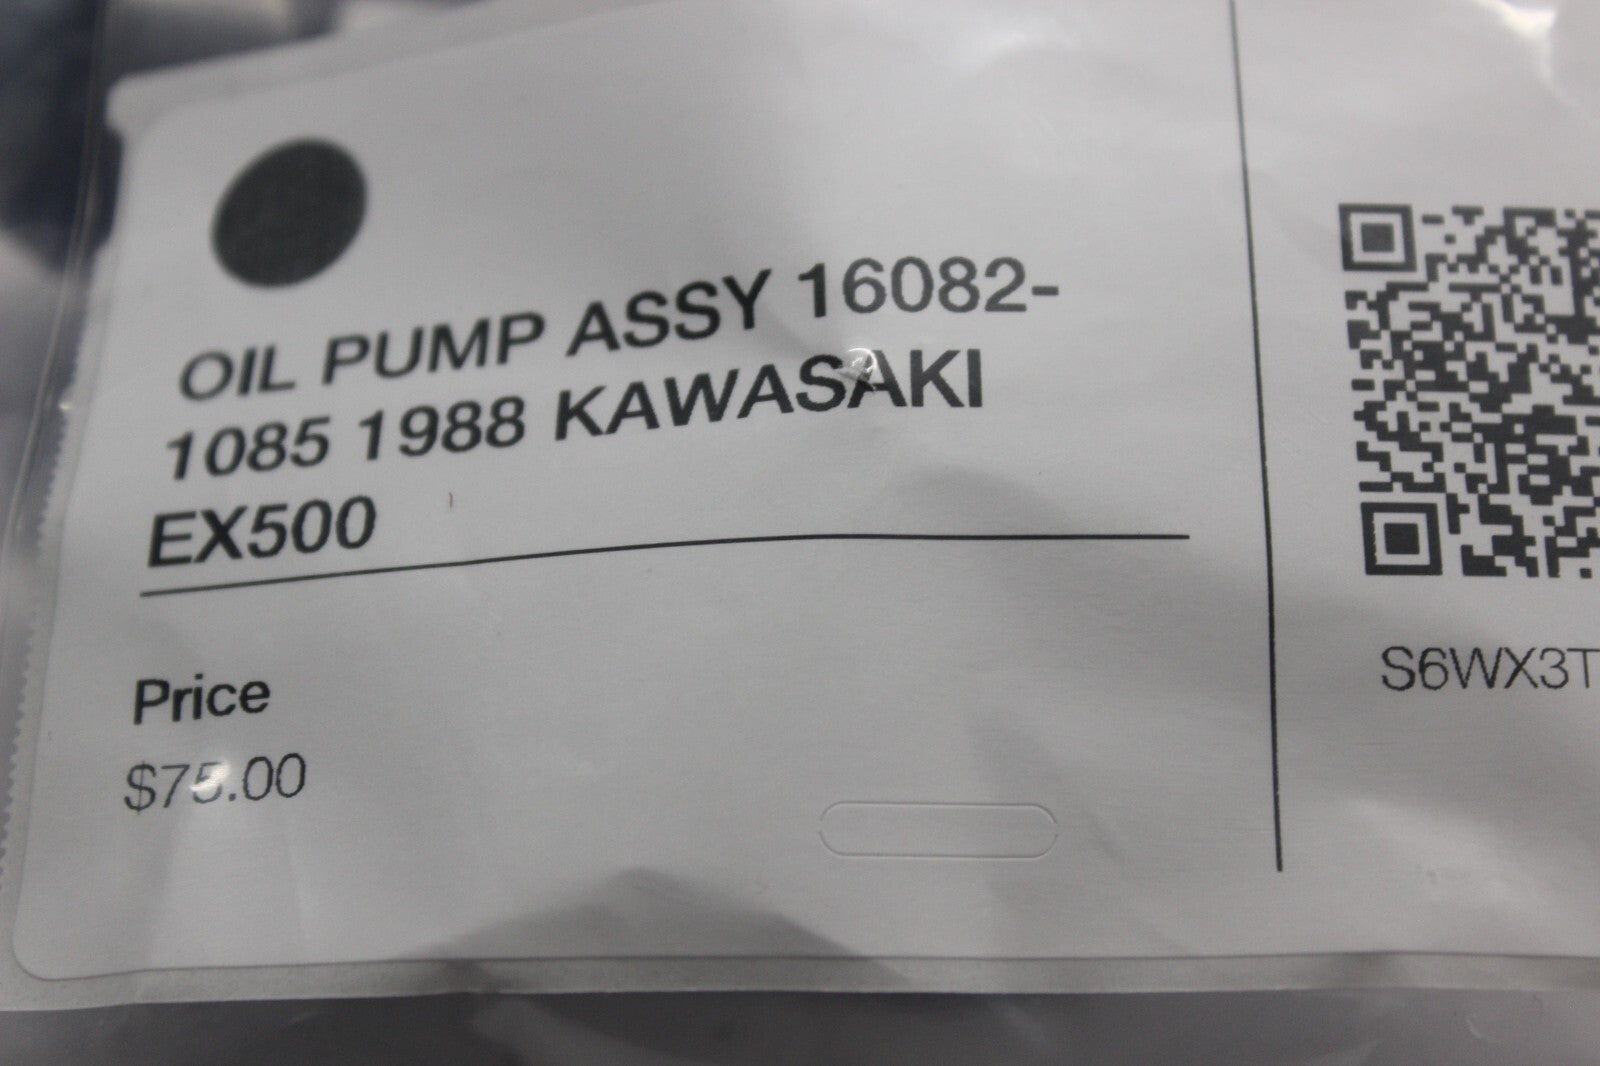 OIL PUMP ASSY 16082-
1085 1988 KAWASAKI
EX500
Price
$75.00
S6WX3T